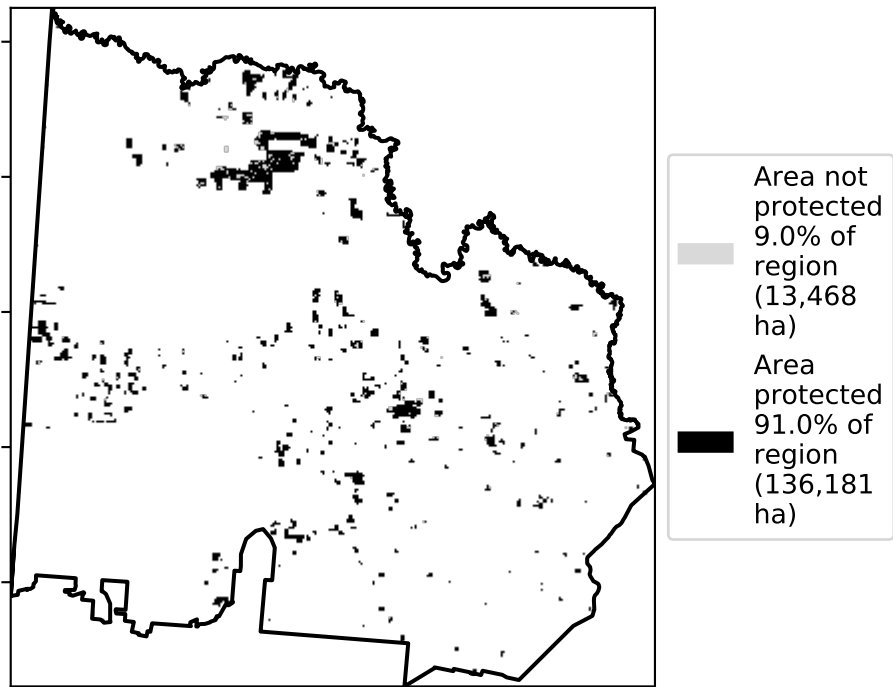 Area not
protected
9.0% of
region
(13,468
ha)
Area
protected
91.0% of
region
(136,181
ha)